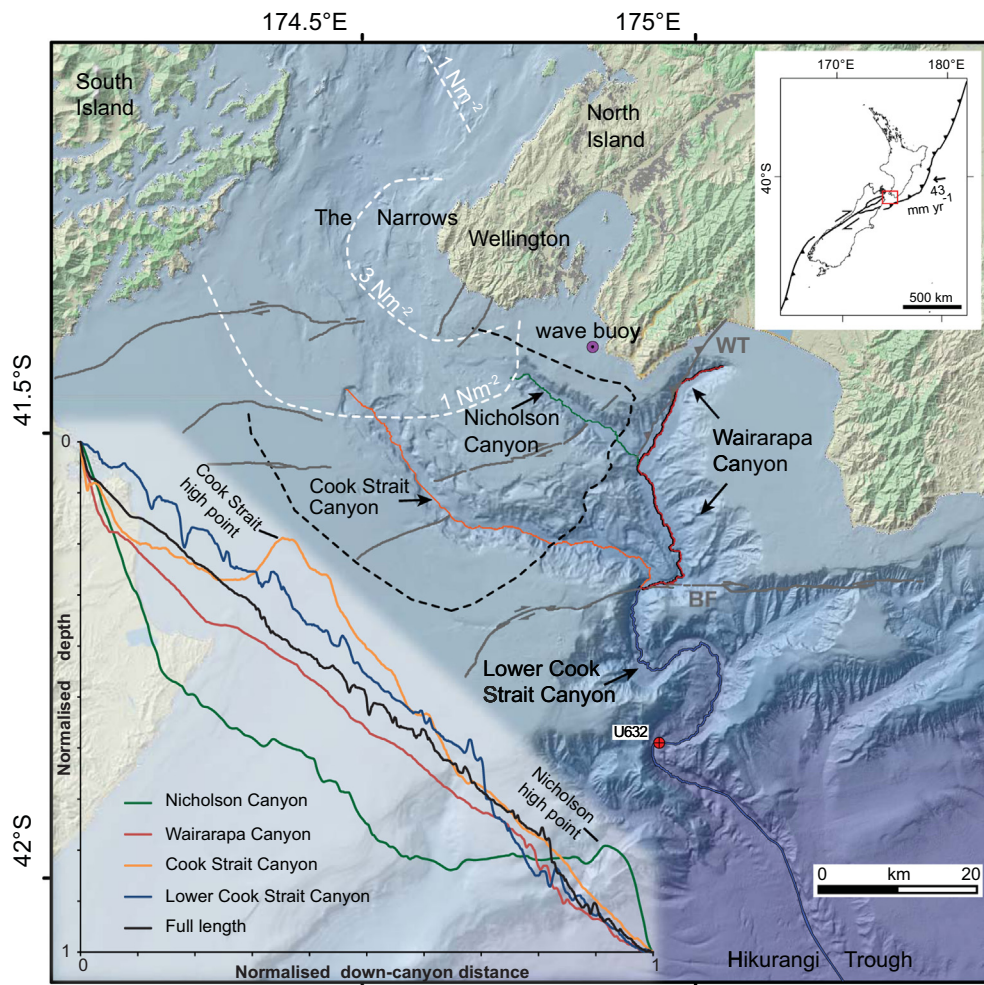 174.5°E
175°E
South
Island
1 Nm-2
North
Island
170°E
180°E
40°S
43
mm yr-1
500 km
The Narrows
Wellington
3 Nm-2
wave buoy
WT
41.5°S
1 Nm-2
Nicholson
Canyon
Wairarapa
Canyon
0
Cook Strait
high point
Cook Strait
Canyon
BF
Lower Cook
Strait Canyon
U632
Normalised depth
Nicholson
high point
Nicholson Canyon
Wairarapa Canyon
Cook Strait Canyon
Lower Cook Strait Canyon
Full length
42°S
0 km 20
1
0
Normalised down-canyon distance
1
Hikurangi Trough